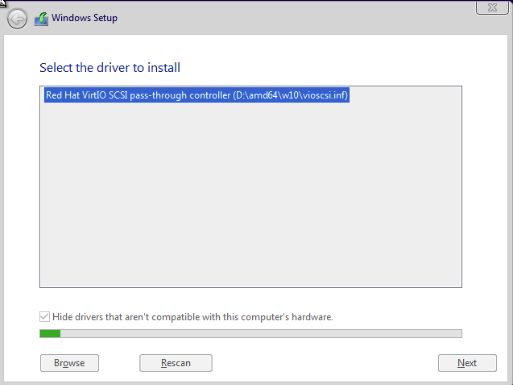 Windows Setup
Select the driver to install
Red Hat VirtIO SCSI pass-through controller (D:\amd64\w10\vioscsi.inf)
Hide drivers that aren't compatible with this computer's hardware.
Browse Rescan Next